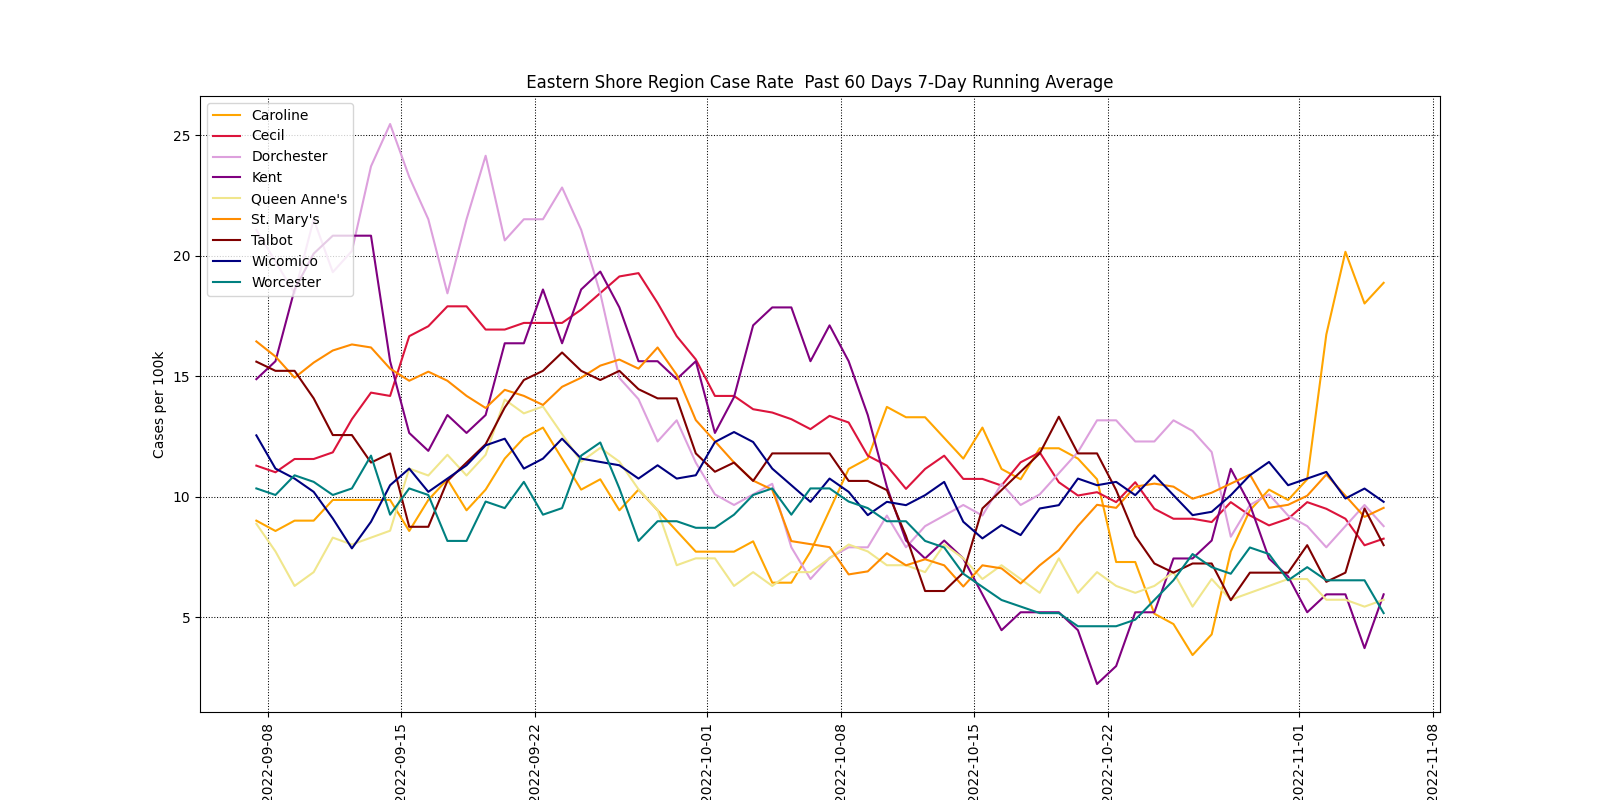 Eastern Shore Region Case Rate  Past 60 Days 7-Day Running Average
Cases per 100k
25
20
15
10
5
Caroline
Cecil
Dorchester
Kent
Queen Anne's
St. Mary's
Talbot
Wicomico
Worcester
2022-09-08
2022-09-15
2022-09-22
2022-10-01
2022-10-08
2022-10-15
2022-10-22
2022-11-01
2022-11-08